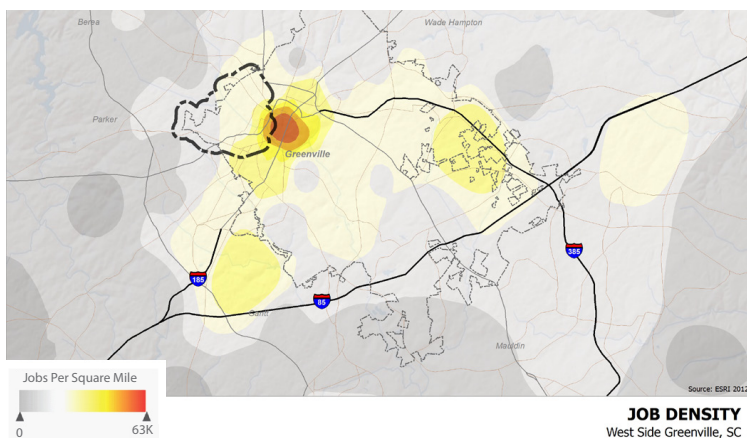 Berea
Wade Hampton
Parker
Greenville
185
385
85
Gantt
Mauldin
Source: ESRI 2012
Jobs Per Square Mile
0
63K
JOB DENSITY
West Side Greenville, SC